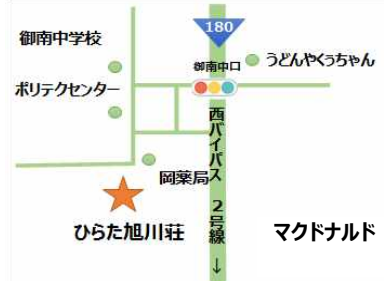 180
御南中学校
御南中口
うどんやくぅちゃん
ポリテクセンター
西バイパス　２号線　↓
岡薬局
ひらた旭川荘
マクドナルド